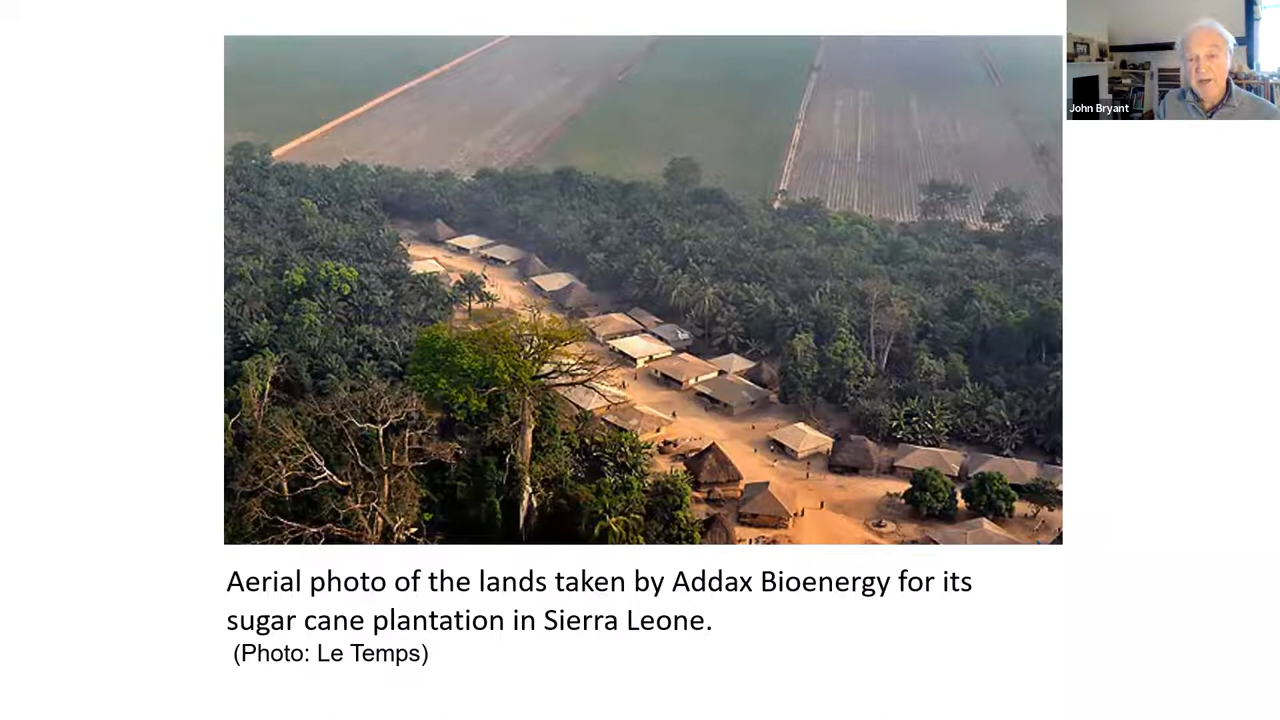 John Bryant
Aerial photo of the lands taken by Addax Bioenergy for its
sugar cane plantation in Sierra Leone.
(Photo: Le Temps)